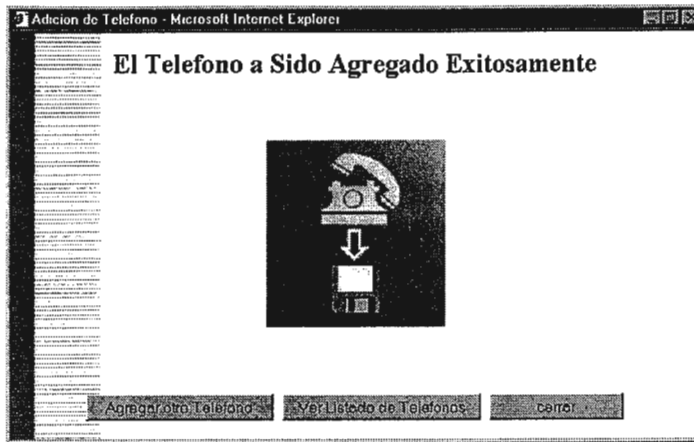 Adicion de Telefono - Microsoft Internet Explorer
El Telefono a Sido Agregado Exitosamente
Agregar otro Telefono
Ver Listado de Telefonos
cerrar